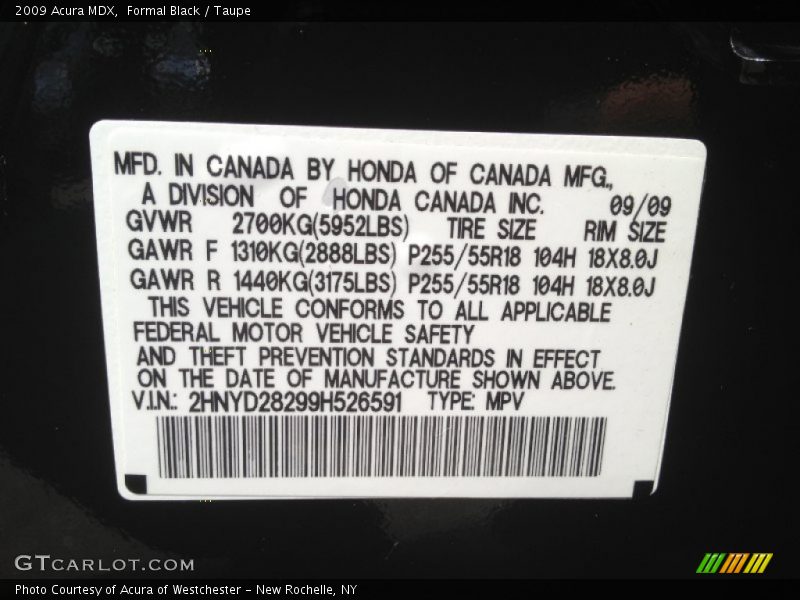 2009 Acura MDX,  Formal Black / Taupe
MFD. IN CANADA BY HONDA OF CANADA MFG.,
A DIVISION OF HONDA CANADA INC. 09/09
GVWR 2700KG(5952LBS) TIRE SIZE RIM SIZE
GAWR F 1310KG(2888LBS) P255/55R18 104H 18X8.0J
GAWR R 1440KG(3175LBS) P255/55R18 104H 18X8.0J
THIS VEHICLE CONFORMS TO ALL APPLICABLE
FEDERAL MOTOR VEHICLE SAFETY
AND THEFT PREVENTION STANDARDS IN EFFECT
ON THE DATE OF MANUFACTURE SHOWN ABOVE.
V.I.N.: 2HNYD28299H526591 TYPE: MPV
GTCARLOT.COM
Photo Courtesy of Acura of Westchester - New Rochelle, NY